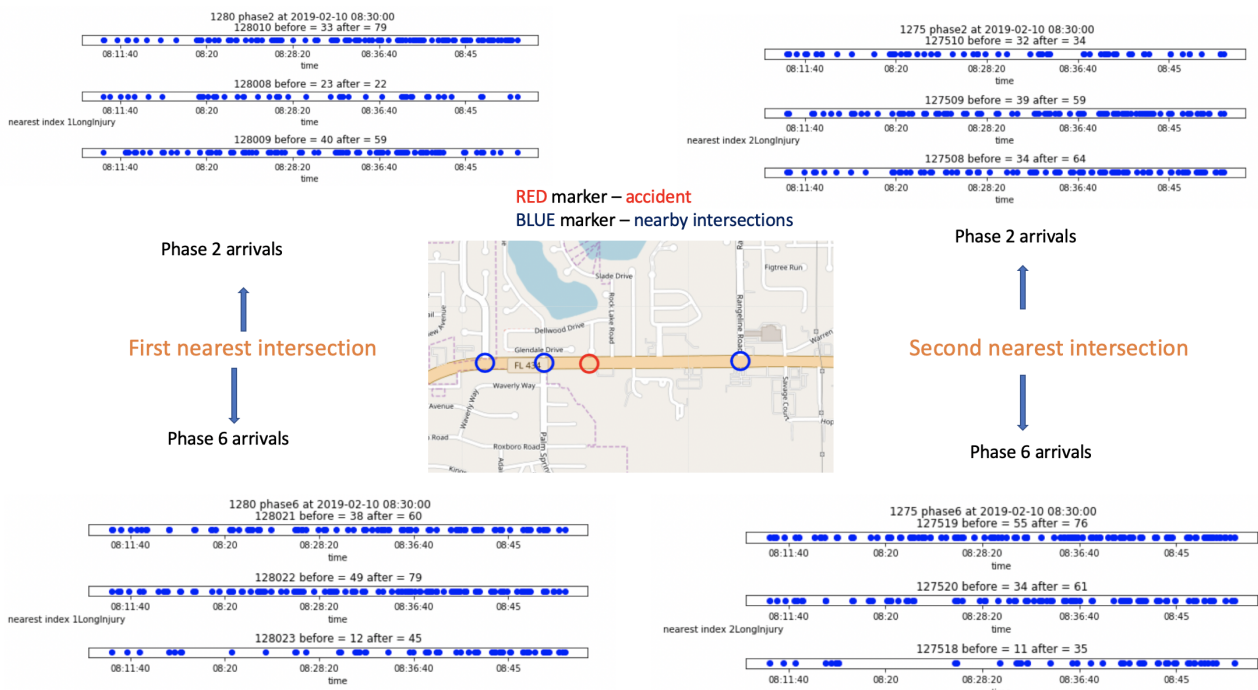 1280 phase2 at 2019-02-10 08:30:00
128010 before = 33 after = 79
08:11:40 08:20 08:28:20 08:36:40 08:45
time
128008 before = 23 after = 22
08:11:40 08:20 08:28:20 08:36:40 08:45
time
nearest index 1LongInjury
128009 before = 40 after = 59
08:11:40 08:20 08:28:20 08:36:40 08:45
time
1275 phase2 at 2019-02-10 08:30:00
127510 before = 32 after = 34
08:11:40 08:20 08:28:20 08:36:40 08:45
time
127509 before = 39 after = 59
08:11:40 08:20 08:28:20 08:36:40 08:45
nearest index 2LongInjury time
127508 before = 34 after = 64
08:11:40 08:20 08:28:20 08:36:40 08:45
time
RED marker – accident
BLUE marker – nearby intersections
Phase 2 arrivals
First nearest intersection
Phase 6 arrivals
Slade Drive
Figtree Run
Rock Lake Road
Rangeline Road
Dellwood Drive
Glendale Drive
Warren
FL 434
Waverly Way
Waverly Way
Avenue
Savage Court
Road
Roxboro Road
Palm Sprin
Hop
Phase 2 arrivals
Second nearest intersection
Phase 6 arrivals
1280 phase6 at 2019-02-10 08:30:00
128021 before = 38 after = 60
08:11:40 08:20 08:28:20 08:36:40 08:45
time
128022 before = 49 after = 79
08:11:40 08:20 08:28:20 08:36:40 08:45
nearest index 1LongInjury time
128023 before = 12 after = 45
08:11:40 08:20 08:28:20 08:36:40 08:45
time
1275 phase6 at 2019-02-10 08:30:00
127519 before = 55 after = 76
08:11:40 08:20 08:28:20 08:36:40 08:45
time
127520 before = 34 after = 61
08:11:40 08:20 08:28:20 08:36:40 08:45
nearest index 2LongInjury time
127518 before = 11 after = 35
08:11:40 08:20 08:28:20 08:36:40 08:45